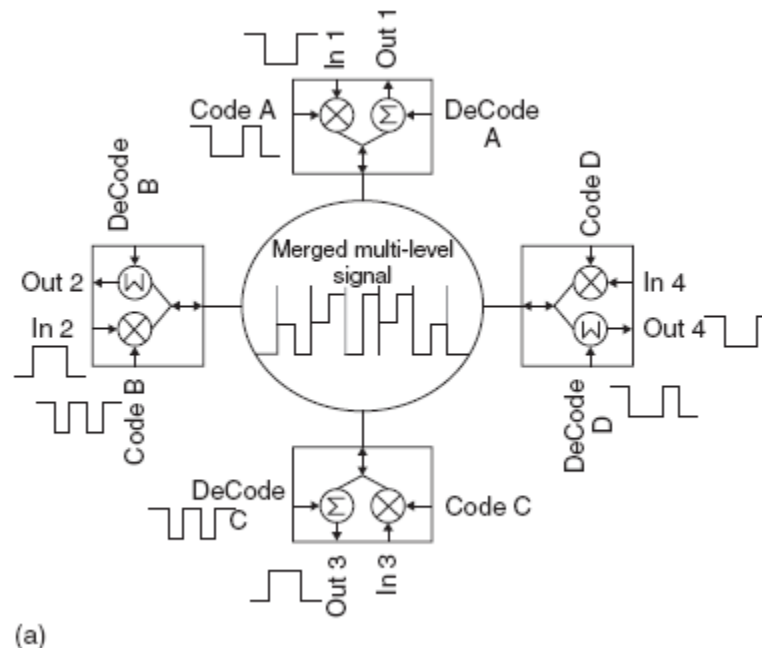 In 1
Out 1
Code A
DeCode
A
DeCode
B
Code D
Merged multi-level
signal
Σ
Σ
Out 2
In 2
Code B
In 4
Out 4
Σ
DeCode
D
DeCode
C
Σ
Code C
Out 3
In 3
(a)